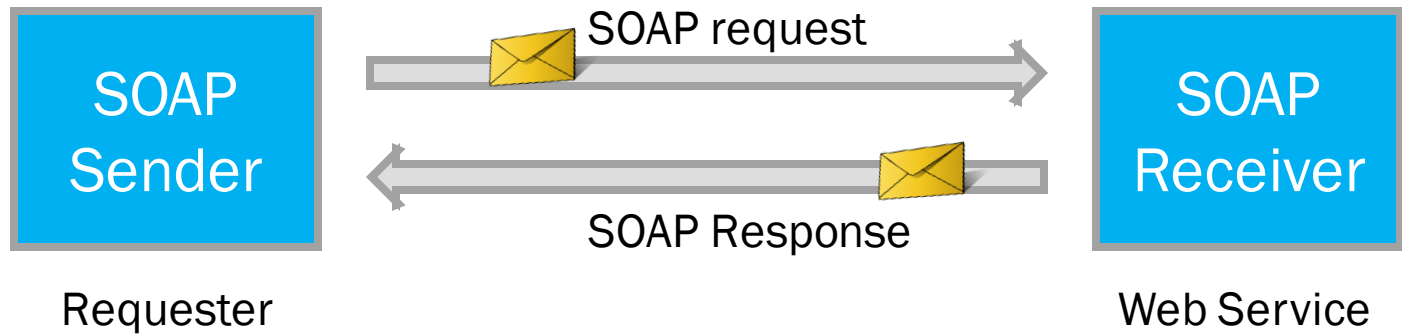 SOAP
Sender
SOAP request
SOAP Response
SOAP
Receiver
Requester
Web Service